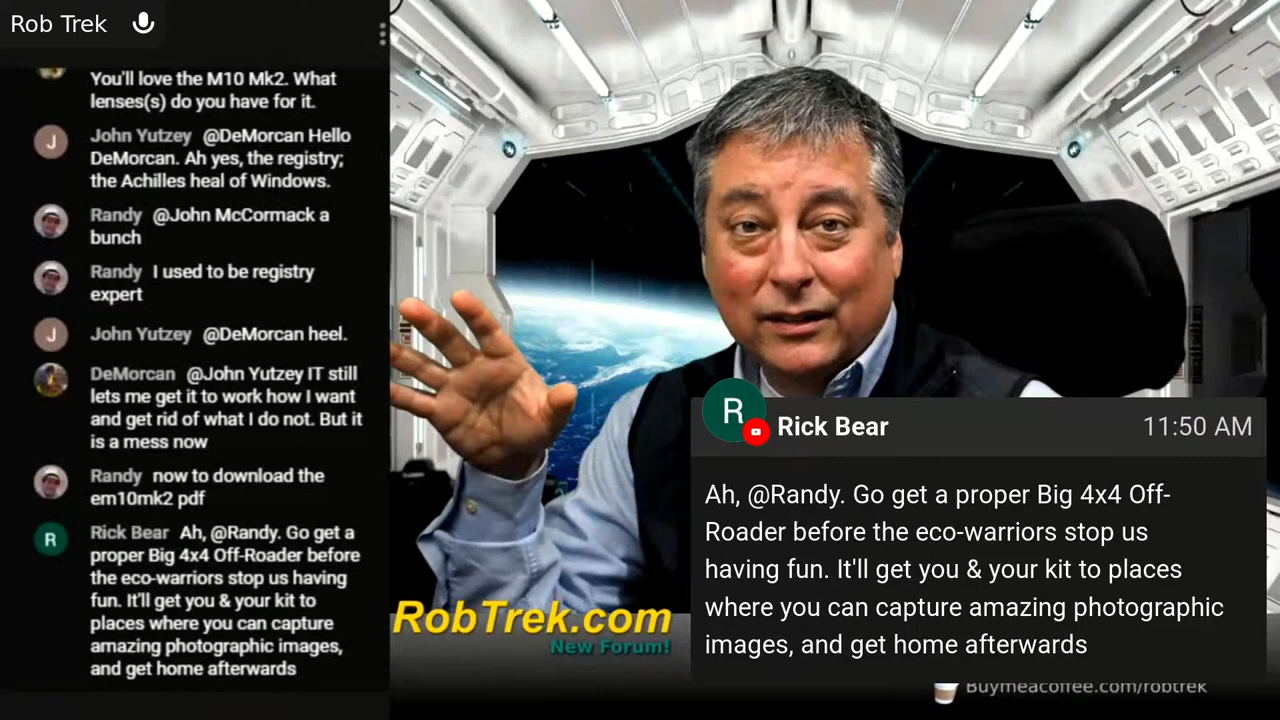 Rob Trek
You'll love the M10 Mk2. What
lenses(s) do you have for it.
J
John Yutzey @DeMorcan Hello
DeMorcan. Ah yes, the registry;
the Achilles heal of Windows.
Randy @John McCormack a
bunch
Randy I used to be registry
expert
J
John Yutzey @DeMorcan heel.
DeMorcan @John Yutzey IT still
lets me get it to work how I want
and get rid of what I do not. But it
is a mess now
Randy now to download the
em10mk2 pdf
R
Rick Bear Ah, @Randy. Go get a
proper Big 4x4 Off-Roader before
the eco-warriors stop us having
fun. It'll get you & your kit to
places where you can capture
amazing photographic images,
and get home afterwards
RobTrek.com
New Forum!
R
Rick Bear
11:50 AM
Ah, @Randy. Go get a proper Big 4x4 Off-
Roader before the eco-warriors stop us
having fun. It'll get you & your kit to places
where you can capture amazing photographic
images, and get home afterwards
Buymeacoffee.com/robtrek